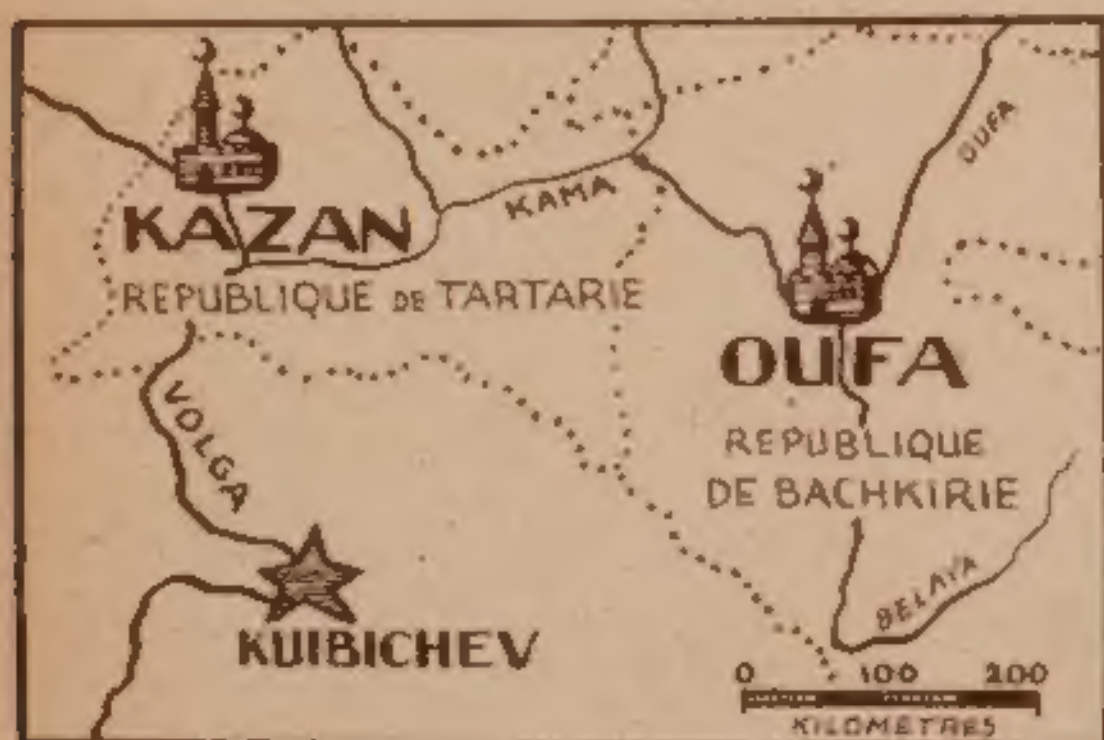 OUFA
KAMA
KAZAN
REPUBLIQUE DE TARTARIE
OUFA
VOLGA
REPUBLIQUE
DE BACHKIRIE
BELAYA
KUIBICHEV
0 100 200
KILOMETRES